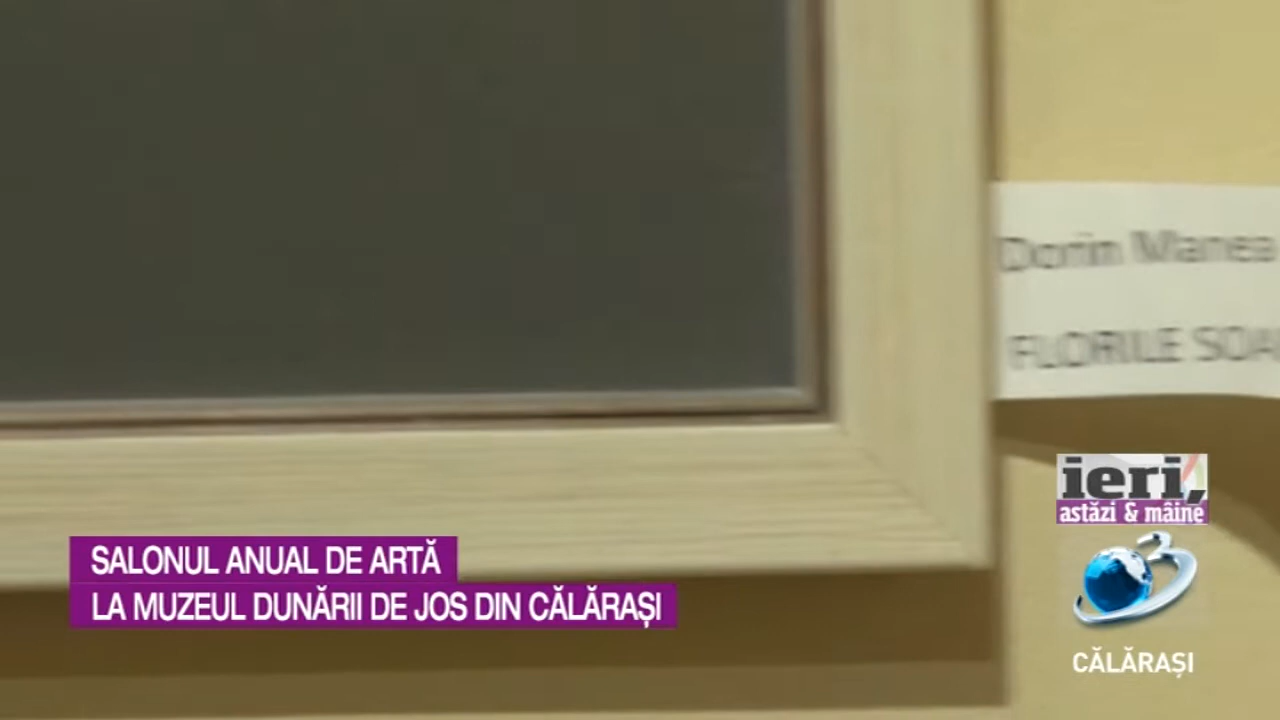 Dorin Manea
FLORILE SOA
ieri,
astăzi & mâine
SALONUL ANUAL DE ARTĂ
LA MUZEUL DUNĂRII DE JOS DIN CĂLĂRAȘI
3
CĂLĂRAȘI